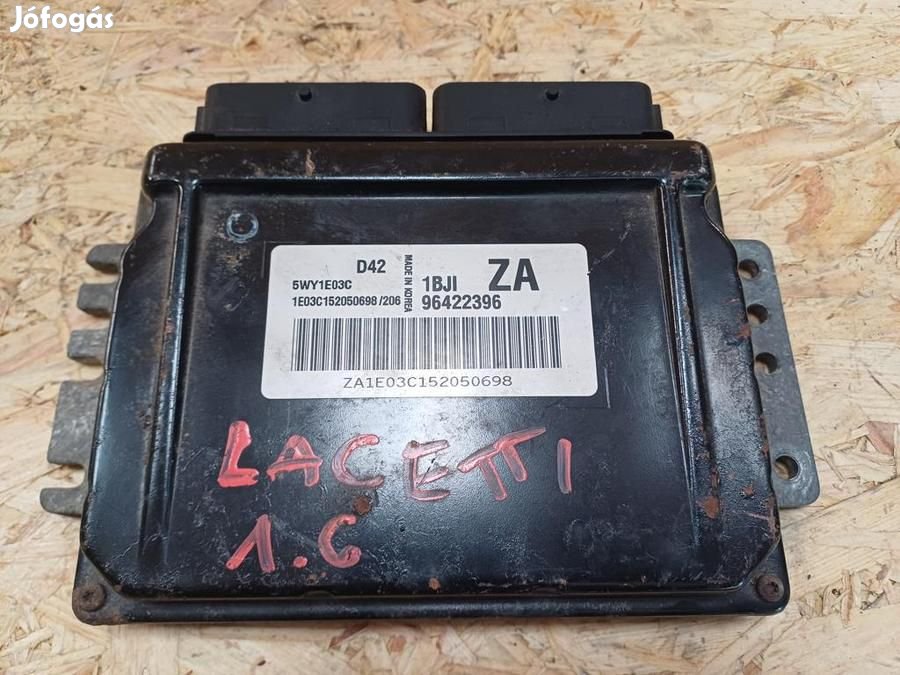 Jófogás
D42
5WY1E03C
1E03C152050698 /206
MADE IN KOREA
1BJI ZA
96422396
ZA1E03C152050698
LACETTI
1.6